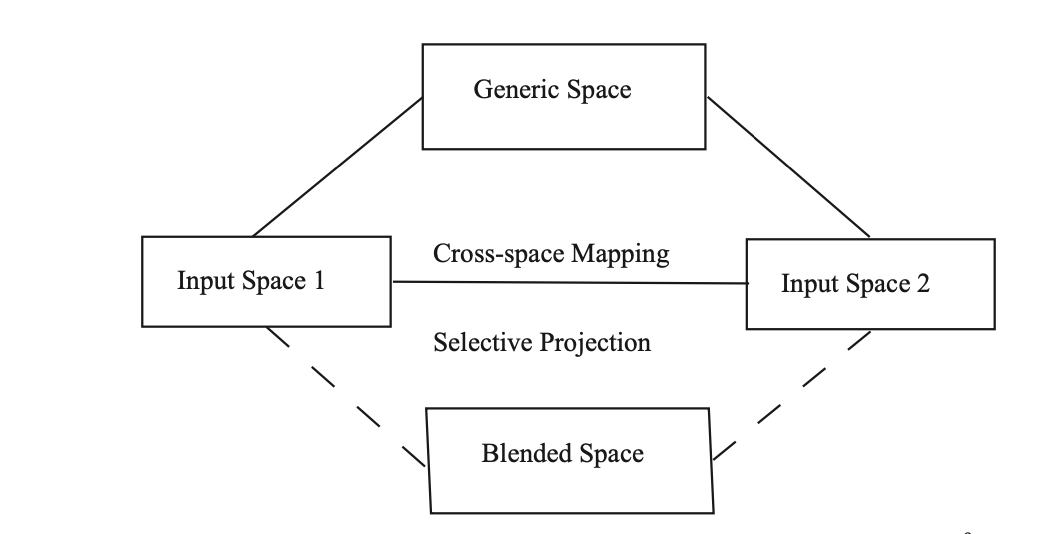 Generic Space
Cross-space Mapping
Input Space 1
Input Space 2
Selective Projection
Blended Space